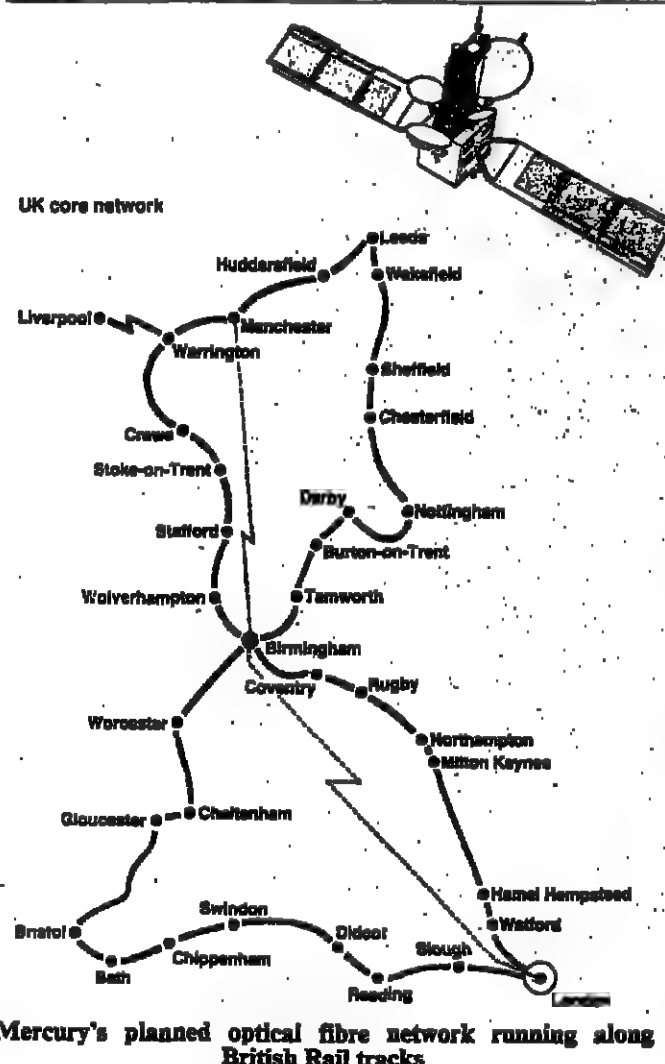 UK core network
Leeds
Huddersfield
Wakefield
Liverpool
Manchester
Warrington
Sheffield
Chesterfield
Crewe
Stoke-on-Trent
Derby
Nottingham
Stafford
Burton-on-Trent
Wolverhampton
Tamworth
Birmingham
Coventry
Rugby
Worcester
Northampton
Milton Keynes
Cheltenham
Gloucester
Hemel Hempstead
Swindon
Watford
Bristol
Didcot
Slough
Chippenham
Bath
Reading
London
Mercury's planned optical fibre network running along
British Rail tracks